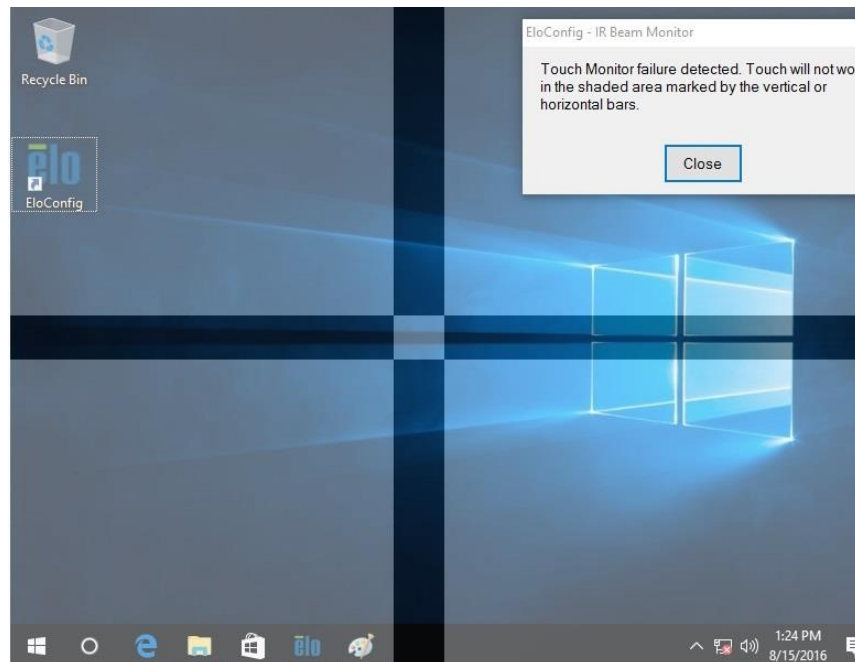 Recycle Bin
elo
EloConfig
EloConfig - IR Beam Monitor
Touch Monitor failure detected. Touch will not wo
in the shaded area marked by the vertical or
horizontal bars.
Close
elo
1:24 PM
8/15/2016